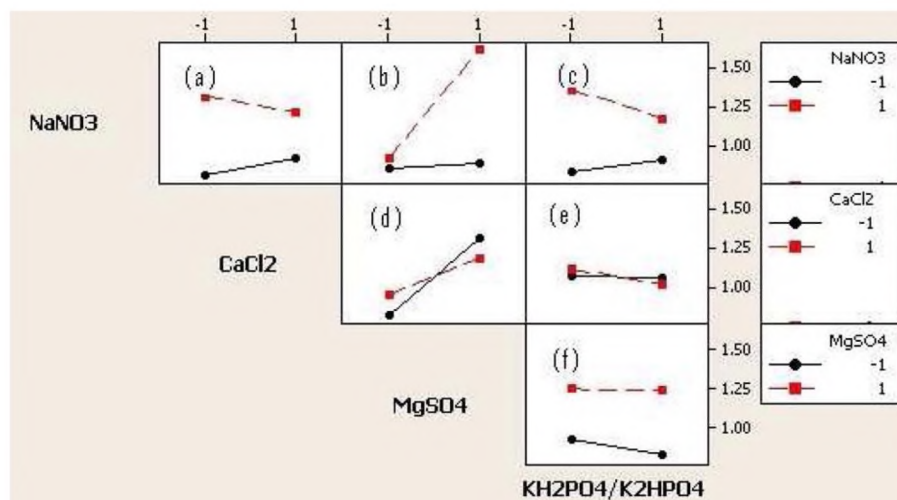 -1 1 -1 1 -1 1
(a) (b) (c) 1.50 NaNO3
-1
NaNO3 1.25 1
1.00
(d) (e) 1.50 CaCl2
-1
CaCl2 1.25 1
1.00
(f) 1.50 MgSO4
-1
MgSO4 1.25 1
1.00
KH2PO4/K2HPO4